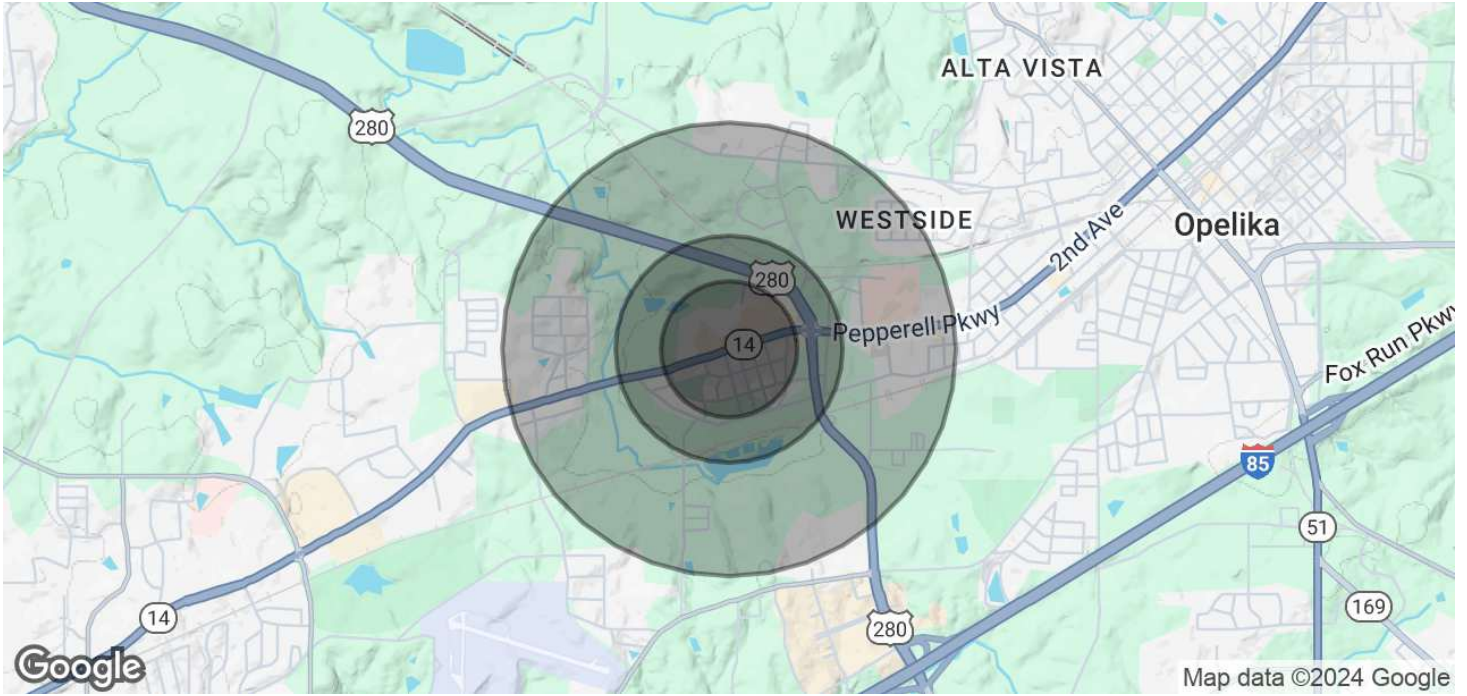 ALTA VISTA
280
WESTSIDE
Opelika
2nd Ave
280
Pepperell Pkwy
14
Fox Run Pkwy
85
51
14
280
169
Google
Map data ©2024 Google